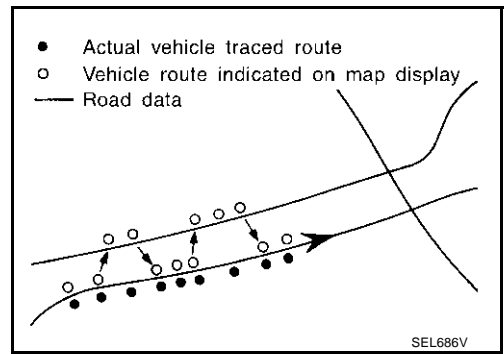 Actual vehicle traced route
Vehicle route indicated on map display
Road data
SEL686V